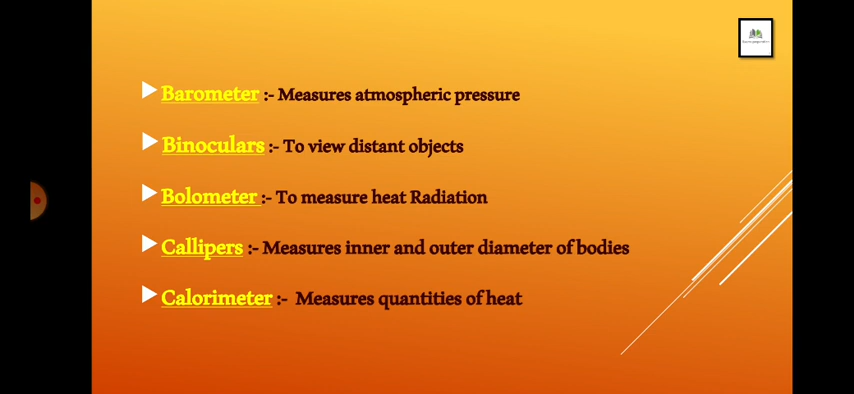 Barometer :- Measures atmospheric pressure
Binoculars :- To view distant objects
Bolometer :- To measure heat Radiation
Callipers :- Measures inner and outer diameter of bodies
Calorimeter :- Measures quantities of heat